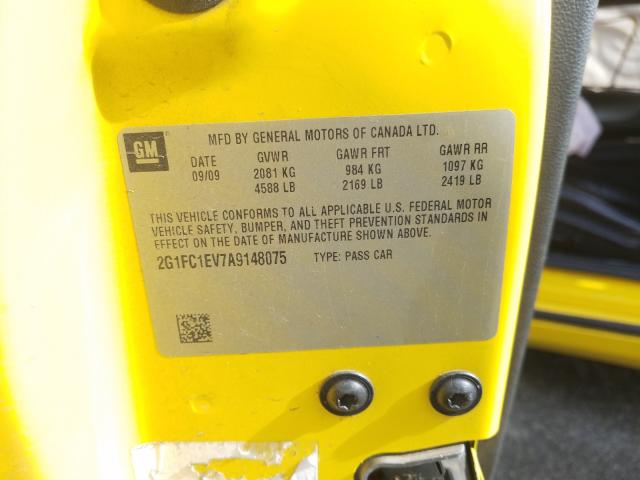 GM
MFD BY GENERAL MOTORS OF CANADA LTD.
DATE GVWR GAWR FRT GAWR RR
09/09 2081 KG 984 KG 1097 KG
4588 LB 2169 LB 2419 LB
THIS VEHICLE CONFORMS TO ALL APPLICABLE U.S. FEDERAL MOTOR
VEHICLE SAFETY, BUMPER, AND THEFT PREVENTION STANDARDS IN
EFFECT ON THE DATE OF MANUFACTURE SHOWN ABOVE.
2G1FC1EV7A9148075 TYPE: PASS CAR